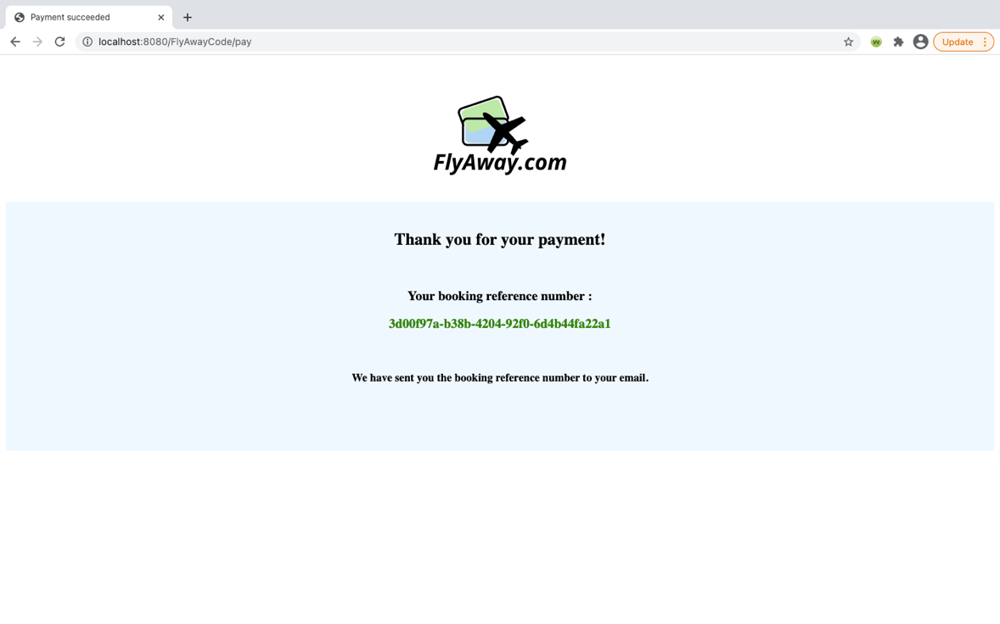 Payment succeeded
localhost:8080/FlyAwayCode/pay
Update
FlyAway.com
Thank you for your payment!
Your booking reference number :
3d00f97a-b38b-4204-92f0-6d4b44fa22a1
We have sent you the booking reference number to your email.